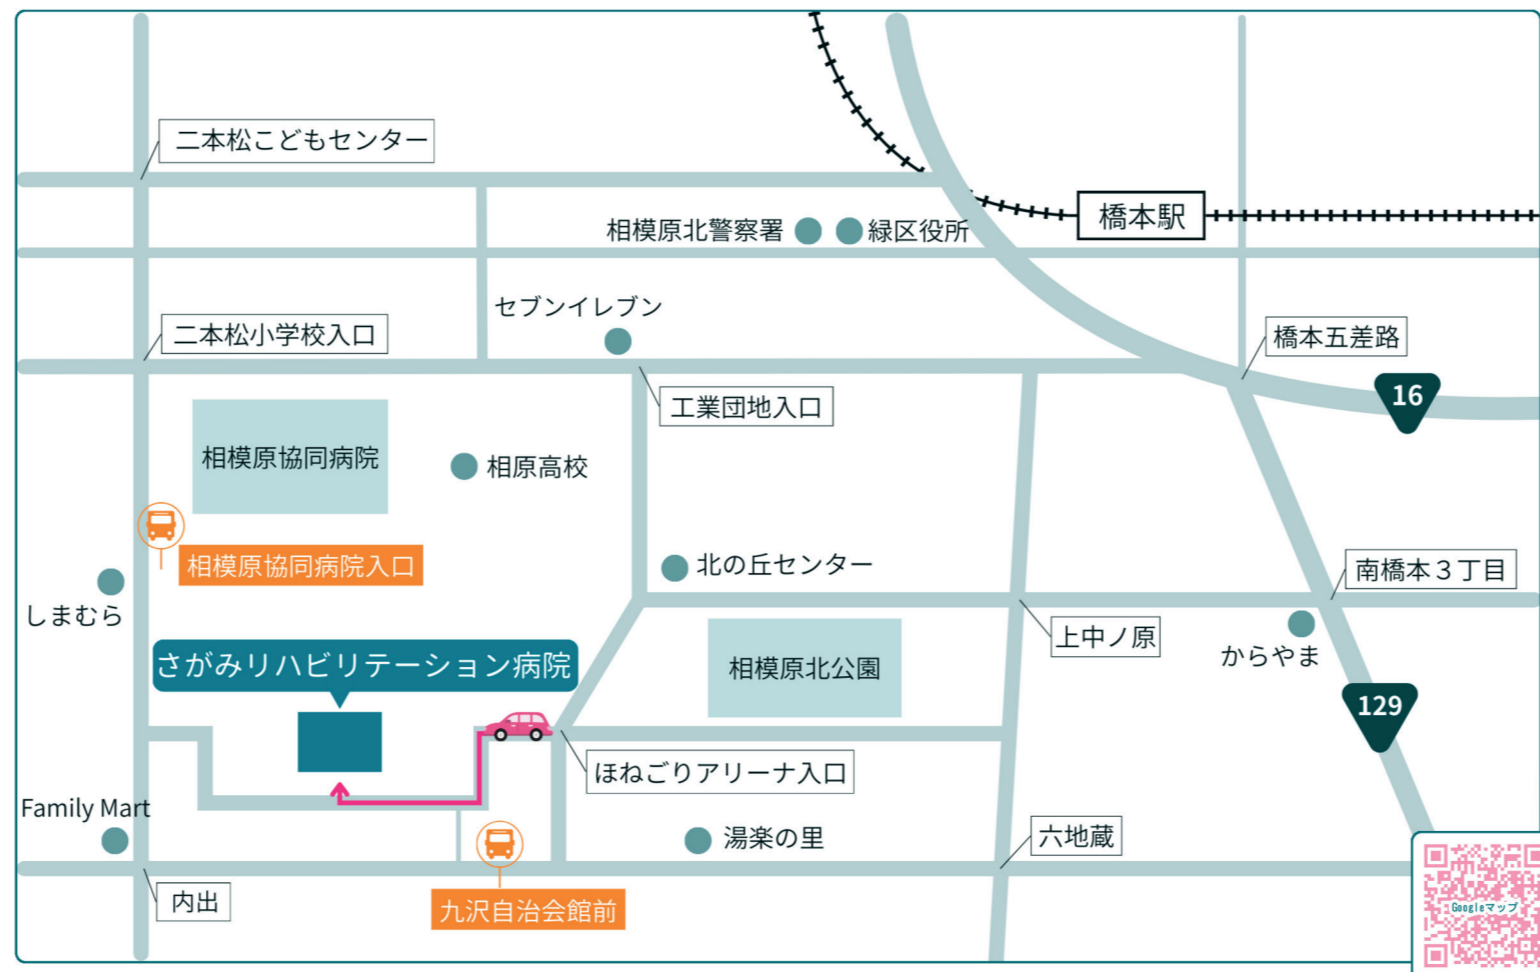 二本松こどもセンター
橋本駅
相模原北警察署
緑区役所
セブンイレブン
二本松小学校入口
橋本五差路
16
工業団地入口
相模原協同病院
相原高校
相模原協同病院入口
北の丘センター
南橋本３丁目
しまむら
上中ノ原
からやま
さがみリハビリテーション病院
相模原北公園
129
ほねごりアリーナ入口
Family Mart
湯楽の里
六地蔵
内出
九沢自治会館前
Googleマップ